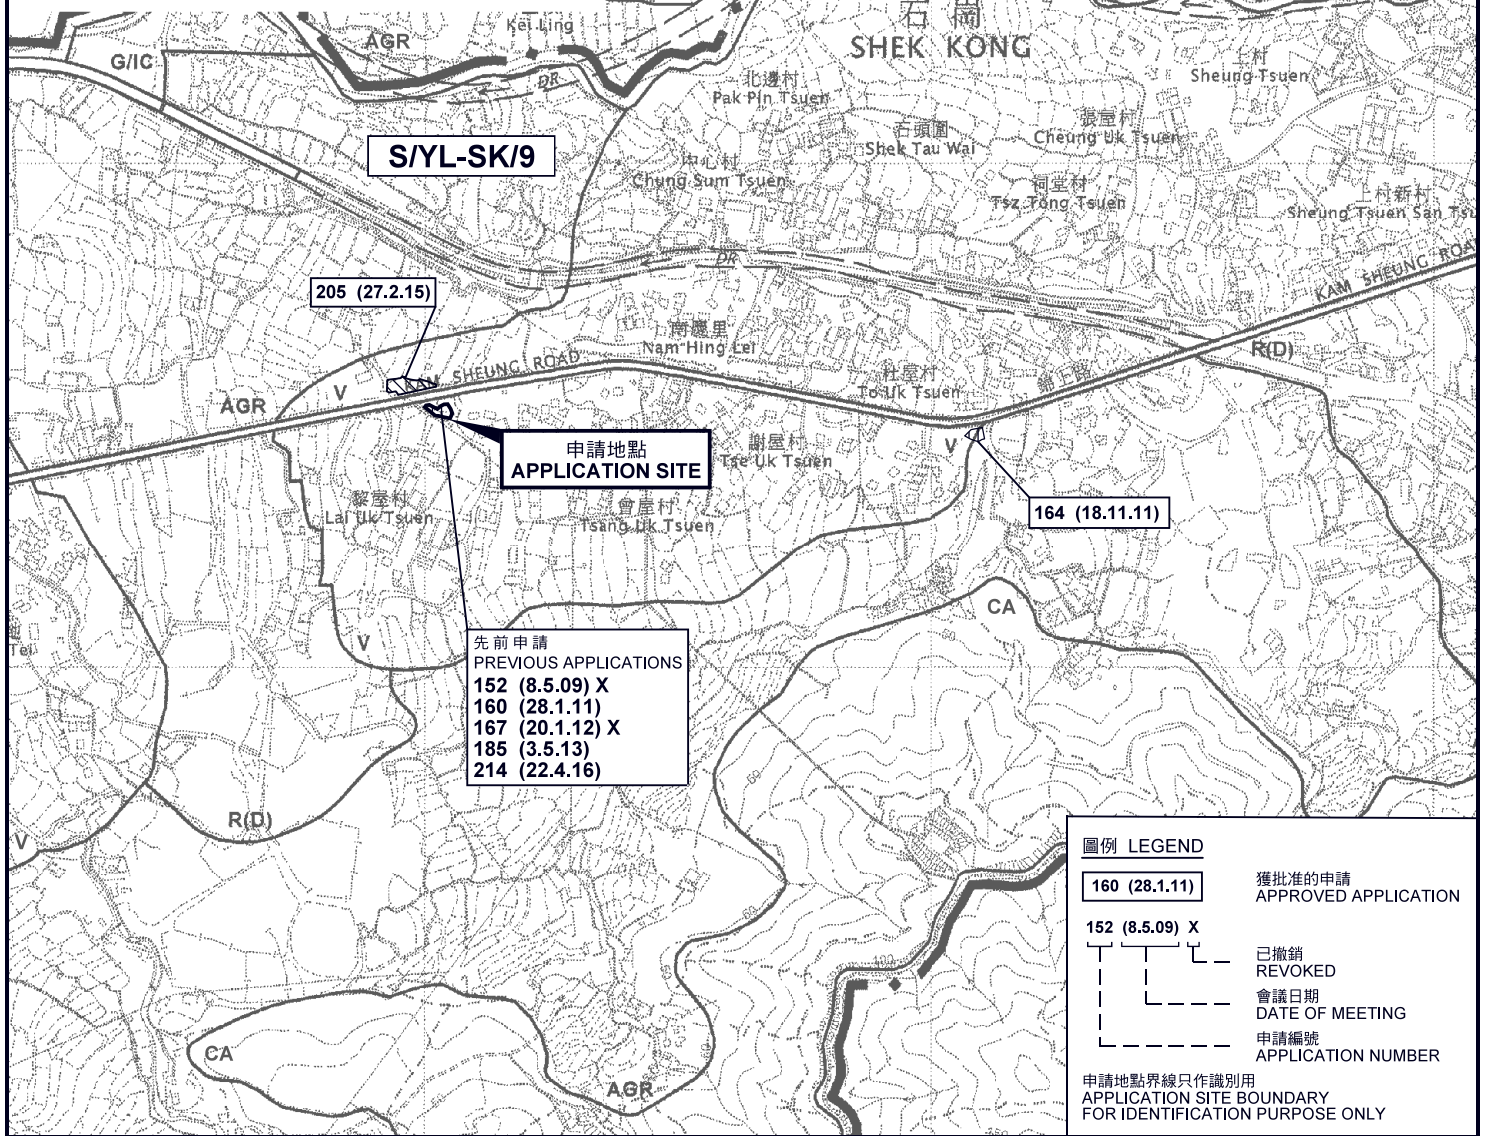 石崗
SHEK KONG
Kei Ling
AGR
G/IC
DR
上村
Sheung Tsuen
北邊村
Pak Pin Tsuen
張屋村
Cheung Uk Tsuen
石頭圍
Shek Tau Wai
S/YL-SK/9
中心村
Chung Sum Tsuen
祠堂村
Tsz Tong Tsuen
上村新村
Sheung Tsuen San Tsu
DR
KAM SHEUNG ROAD
205 (27.2.15)
南慶里
Nam Hing Lei
R(D)
KAM SHEUNG ROAD
杜屋村
To Uk Tsuen
錦上路
V
AGR
申請地點
APPLICATION SITE
謝屋村
Tse Uk Tsuen
V
黎屋村
Lai Uk Tsuen
曾屋村
Tsang Uk Tsuen
164 (18.11.11)
CA
V
Tei
先前申請
PREVIOUS APPLICATIONS
152 (8.5.09) X
160 (28.1.11)
167 (20.1.12) X
185 (3.5.13)
214 (22.4.16)
R(D)
V
CA
AGR
圖例 LEGEND
160 (28.1.11)
獲批准的申請
APPROVED APPLICATION
152 (8.5.09) X
已撤銷
REVOKED
會議日期
DATE OF MEETING
申請編號
APPLICATION NUMBER
申請地點界線只作識別用
APPLICATION SITE BOUNDARY
FOR IDENTIFICATION PURPOSE ONLY